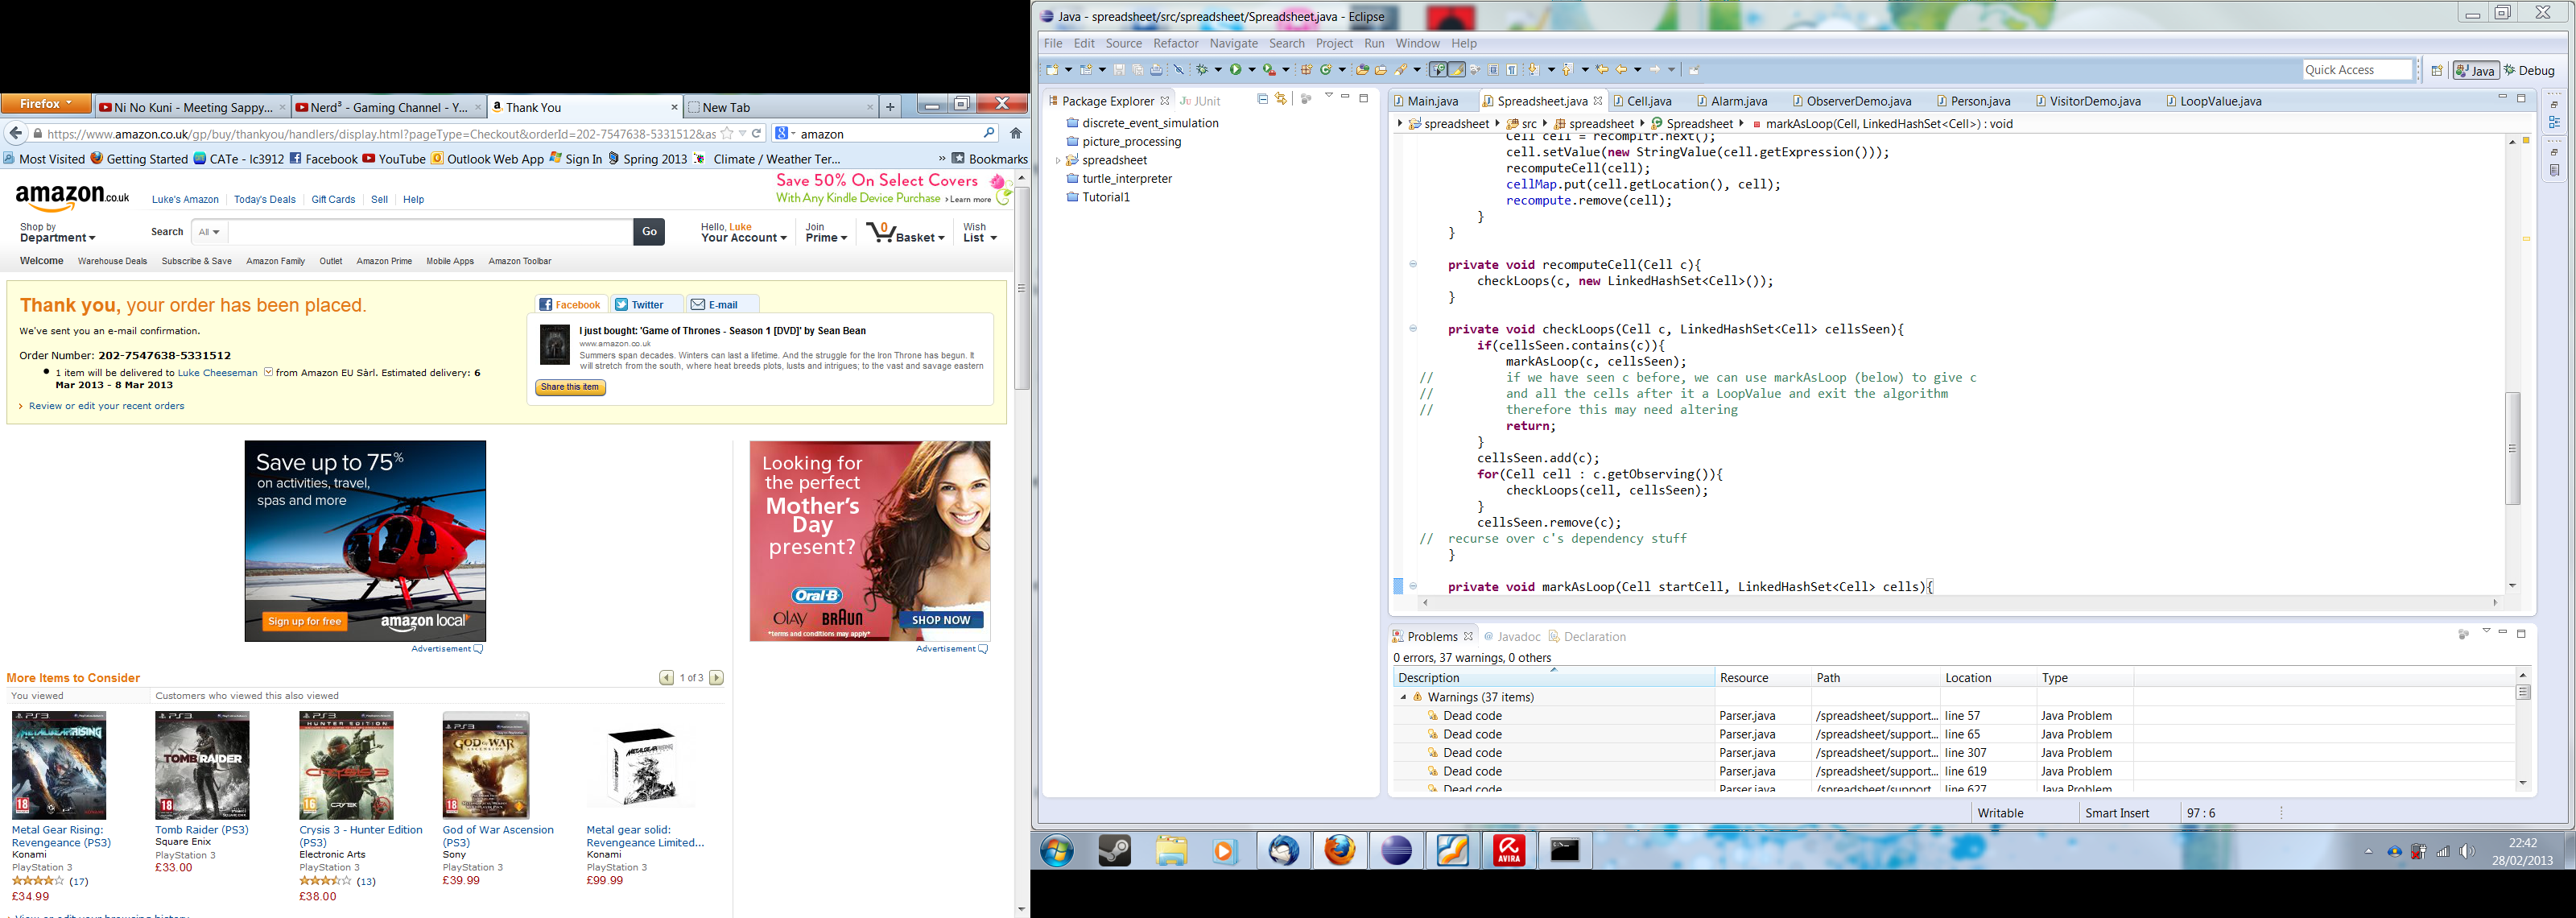 Firefox
Ni No Kuni - Meeting Sappy...
Nerd³ - Gaming Channel - Y...
Thank You
New Tab
https://www.amazon.co.uk/gp/buy/thankyou/handlers/display.html?pageType=Checkout&orderId=202-7547638-5331512&as
amazon
Most Visited
Getting Started
CATe - lc3912
Facebook
YouTube
Outlook Web App
Sign In
Spring 2013
Climate / Weather Ter...
»
Bookmarks
amazon.co.uk
Luke's Amazon
Today's Deals
Gift Cards
Sell
Help
Save 50% On Select Covers
With Any Kindle Device Purchase
› Learn more
Shop by
Department
Search
All
Go
Hello, Luke
Your Account
Join
Prime
0
Basket
Wish
List
Welcome
Warehouse Deals
Subscribe & Save
Amazon Family
Outlet
Amazon Prime
Mobile Apps
Amazon Toolbar
Thank you, your order has been placed.
We've sent you an e-mail confirmation.
Order Number: 202-7547638-5331512
1 item will be delivered to Luke Cheeseman from Amazon EU Sàrl. Estimated delivery: 6
Mar 2013 - 8 Mar 2013
› Review or edit your recent orders
Facebook
Twitter
E-mail
I just bought: 'Game of Thrones - Season 1 [DVD]' by Sean Bean
www.amazon.co.uk
Summers span decades. Winters can last a lifetime. And the struggle for the Iron Throne has begun. It
will stretch from the south, where heat breeds plots, lusts and intrigues; to the vast and savage eastern
Share this item
Save up to 75%
on activities, travel,
spas and more
Sign up for free
amazon local
Advertisement
Looking for
the perfect
Mother's
Day
present?
Oral-B
OLAY BRAUN
*terms and conditions may apply*
SHOP NOW
Advertisement
More Items to Consider
1 of 3
You viewed
Customers who viewed this also viewed
Metal Gear Rising:
Revengeance (PS3)
Konami
PlayStation 3
(17)
£34.99
Tomb Raider (PS3)
Square Enix
PlayStation 3
£33.00
Crysis 3 - Hunter Edition
(PS3)
Electronic Arts
PlayStation 3
(13)
£38.00
God of War Ascension
(PS3)
Sony
PlayStation 3
£39.99
Metal gear solid:
Revengeance Limited...
Konami
PlayStation 3
£99.99
› View or edit your browsing history
Java - spreadsheet/src/spreadsheet/Spreadsheet.java - Eclipse
File Edit Source Refactor Navigate Search Project Run Window Help
Quick Access
Java
Debug
Package Explorer
JUnit
discrete_event_simulation
picture_processing
spreadsheet
turtle_interpreter
Tutorial1
Main.java
Spreadsheet.java
Cell.java
Alarm.java
ObserverDemo.java
Person.java
VisitorDemo.java
LoopValue.java
spreadsheet
src
spreadsheet
Spreadsheet
markAsLoop(Cell, LinkedHashSet<Cell>) : void
Cell cell = recompItr.next();
cell.setValue(new StringValue(cell.getExpression()));
recomputeCell(cell);
cellMap.put(cell.getLocation(), cell);
recompute.remove(cell);
}
}
private void recomputeCell(Cell c){
checkLoops(c, new LinkedHashSet<Cell>());
}
private void checkLoops(Cell c, LinkedHashSet<Cell> cellsSeen){
if(cellsSeen.contains(c)){
markAsLoop(c, cellsSeen);
// if we have seen c before, we can use markAsLoop (below) to give c
// and all the cells after it a LoopValue and exit the algorithm
// therefore this may need altering
return;
}
cellsSeen.add(c);
for(Cell cell : c.getObserving()){
checkLoops(cell, cellsSeen);
}
cellsSeen.remove(c);
// recurse over c's dependency stuff
}
private void markAsLoop(Cell startCell, LinkedHashSet<Cell> cells){
Problems
Javadoc
Declaration
0 errors, 37 warnings, 0 others
Description Resource Path Location Type
Warnings (37 items)
Dead code Parser.java /spreadsheet/support... line 57 Java Problem
Dead code Parser.java /spreadsheet/support... line 65 Java Problem
Dead code Parser.java /spreadsheet/support... line 307 Java Problem
Dead code Parser.java /spreadsheet/support... line 619 Java Problem
Dead code Parser.java /spreadsheet/support... line 627 Java Problem
Writable
Smart Insert
97 : 6
AVIRA
22:42
28/02/2013